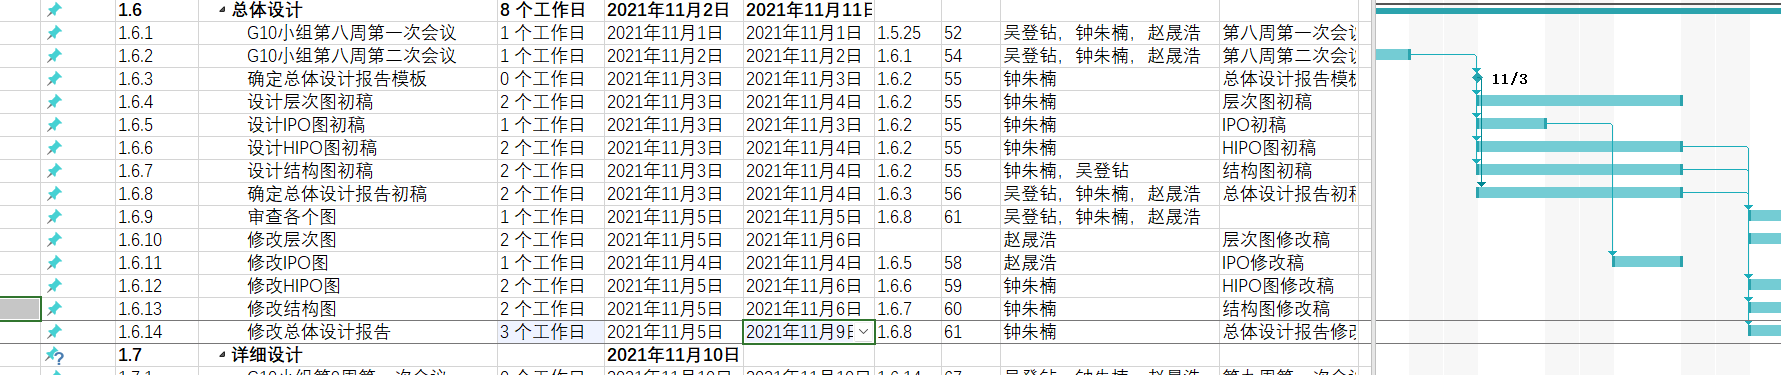 1.6 总体设计 8 个工作日 2021年11月2日 2021年11月11日
1.6.1 G10小组第八周第一次会议 1 个工作日 2021年11月1日 2021年11月1日 1.5.25 52 吴登钻，钟朱楠，赵晟浩 第八周第一次会议
1.6.2 G10小组第八周第二次会议 1 个工作日 2021年11月2日 2021年11月2日 1.6.1 54 吴登钻，钟朱楠，赵晟浩 第八周第二次会议
1.6.3 确定总体设计报告模板 0 个工作日 2021年11月3日 2021年11月3日 1.6.2 55 钟朱楠 总体设计报告模板 11/3
1.6.4 设计层次图初稿 2 个工作日 2021年11月3日 2021年11月4日 1.6.2 55 钟朱楠 层次图初稿
1.6.5 设计IPO图初稿 1 个工作日 2021年11月3日 2021年11月3日 1.6.2 55 钟朱楠 IPO初稿
1.6.6 设计HIPO图初稿 2 个工作日 2021年11月3日 2021年11月4日 1.6.2 55 钟朱楠 HIPO图初稿
1.6.7 设计结构图初稿 2 个工作日 2021年11月3日 2021年11月4日 1.6.2 55 钟朱楠，吴登钻 结构图初稿
1.6.8 确定总体设计报告初稿 2 个工作日 2021年11月3日 2021年11月4日 1.6.3 56 吴登钻，钟朱楠，赵晟浩 总体设计报告初稿
1.6.9 审查各个图 1 个工作日 2021年11月5日 2021年11月5日 1.6.8 61 吴登钻，钟朱楠，赵晟浩
1.6.10 修改层次图 2 个工作日 2021年11月5日 2021年11月6日 赵晟浩 层次图修改稿
1.6.11 修改IPO图 1 个工作日 2021年11月4日 2021年11月4日 1.6.5 58 赵晟浩 IPO修改稿
1.6.12 修改HIPO图 2 个工作日 2021年11月5日 2021年11月6日 1.6.6 59 钟朱楠 HIPO图修改稿
1.6.13 修改结构图 2 个工作日 2021年11月5日 2021年11月6日 1.6.7 60 钟朱楠 结构图修改稿
1.6.14 修改总体设计报告 3 个工作日 2021年11月5日 2021年11月9日 1.6.8 61 钟朱楠 总体设计报告修改
1.7 详细设计 2021年11月10日